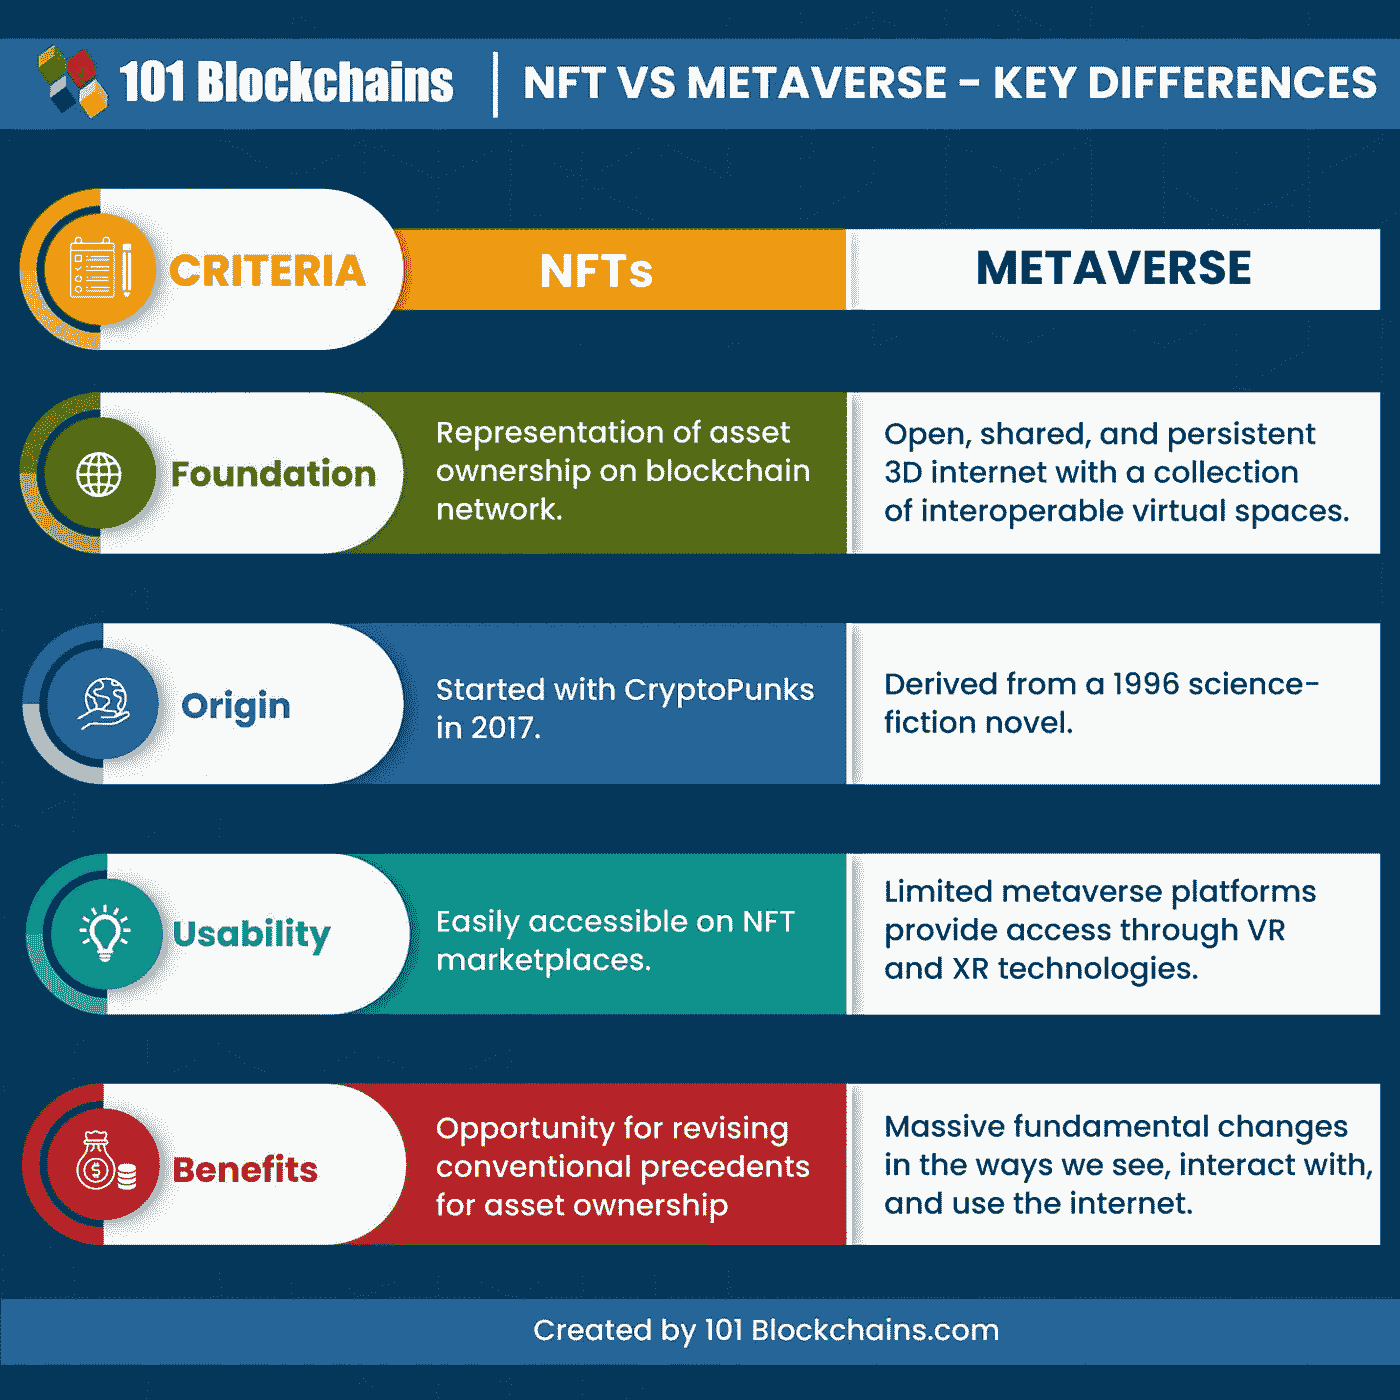 101 Blockchains
NFT VS METAVERSE - KEY DIFFERENCES
CRITERIA
NFTs
METAVERSE
Foundation
Representation of asset
ownership on blockchain
network.
Open, shared, and persistent
3D internet with a collection
of interoperable virtual spaces.
Origin
Started with CryptoPunks
in 2017.
Derived from a 1996 science-
fiction novel.
Usability
Easily accessible on NFT
marketplaces.
Limited metaverse platforms
provide access through VR
and XR technologies.
Benefits
Opportunity for revising
conventional precedents
for asset ownership
Massive fundamental changes
in the ways we see, interact with,
and use the internet.
Created by 101 Blockchains.com